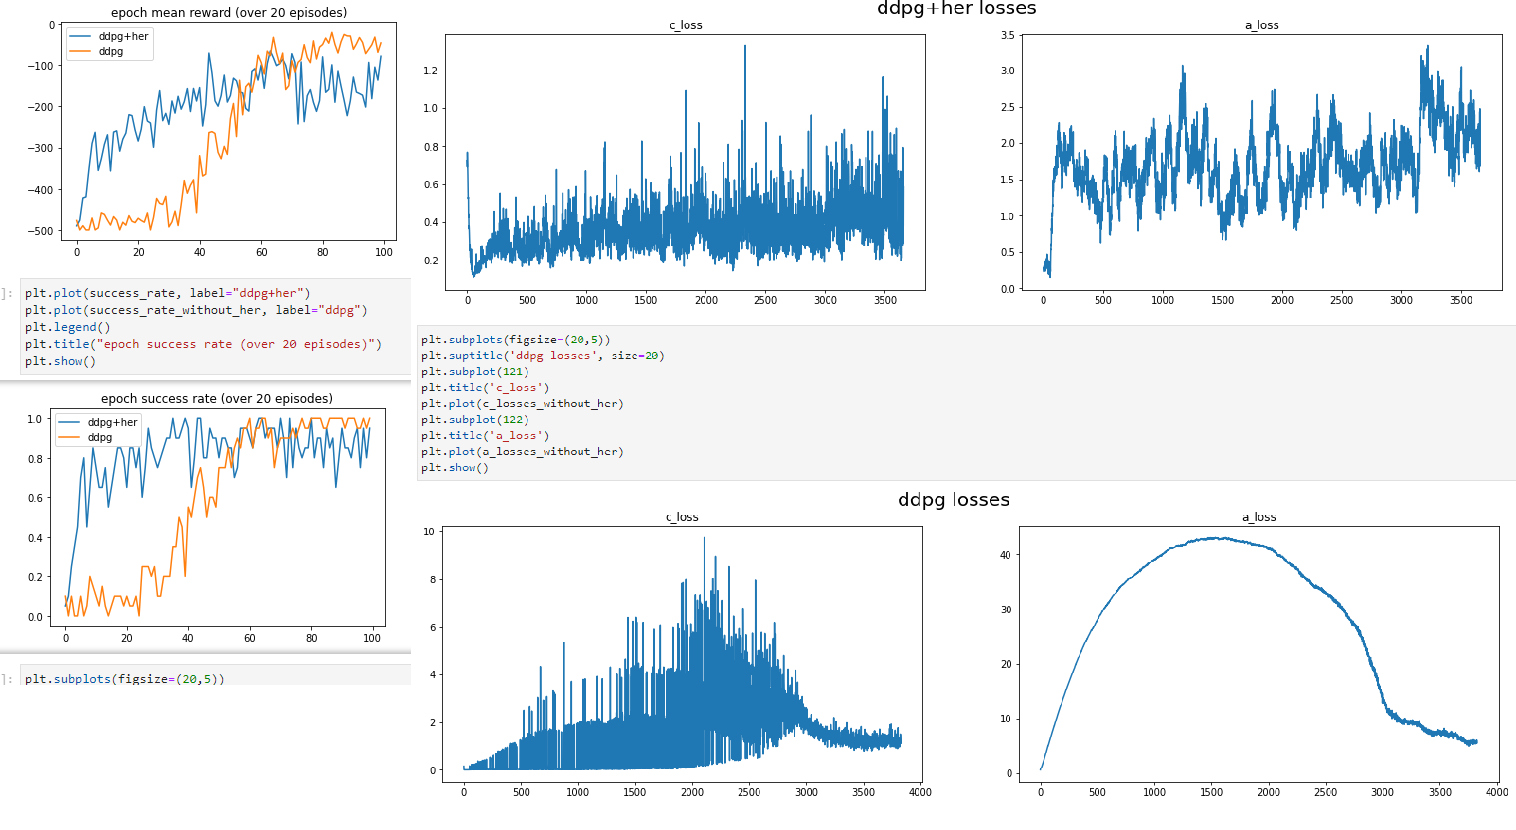 epoch mean reward (over 20 episodes)
ddpg+her
ddpg
0
−100
−200
−300
−400
−500
0 20 40 60 80 100
]:
plt.plot(success_rate, label="ddpg+her")
plt.plot(success_rate_without_her, label="ddpg")
plt.legend()
plt.title("epoch success rate (over 20 episodes)")
plt.show()
epoch success rate (over 20 episodes)
ddpg+her
ddpg
1.0
0.8
0.6
0.4
0.2
0.0
0 20 40 60 80 100
]:
plt.subplots(figsize=(20,5))
ddpg+her losses
c_loss
1.2
1.0
0.8
0.6
0.4
0.2
0 500 1000 1500 2000 2500 3000 3500
a_loss
3.5
3.0
2.5
2.0
1.5
1.0
0.5
0.0
0 500 1000 1500 2000 2500 3000 3500
plt.subplots(figsize=(20,5))
plt.suptitle('ddpg losses', size=20)
plt.subplot(121)
plt.title('c_loss')
plt.plot(c_losses_without_her)
plt.subplot(122)
plt.title('a_loss')
plt.plot(a_losses_without_her)
plt.show()
ddpg losses
c_loss
10
8
6
4
2
0
0 500 1000 1500 2000 2500 3000 3500 4000
a_loss
40
30
20
10
0
0 500 1000 1500 2000 2500 3000 3500 4000